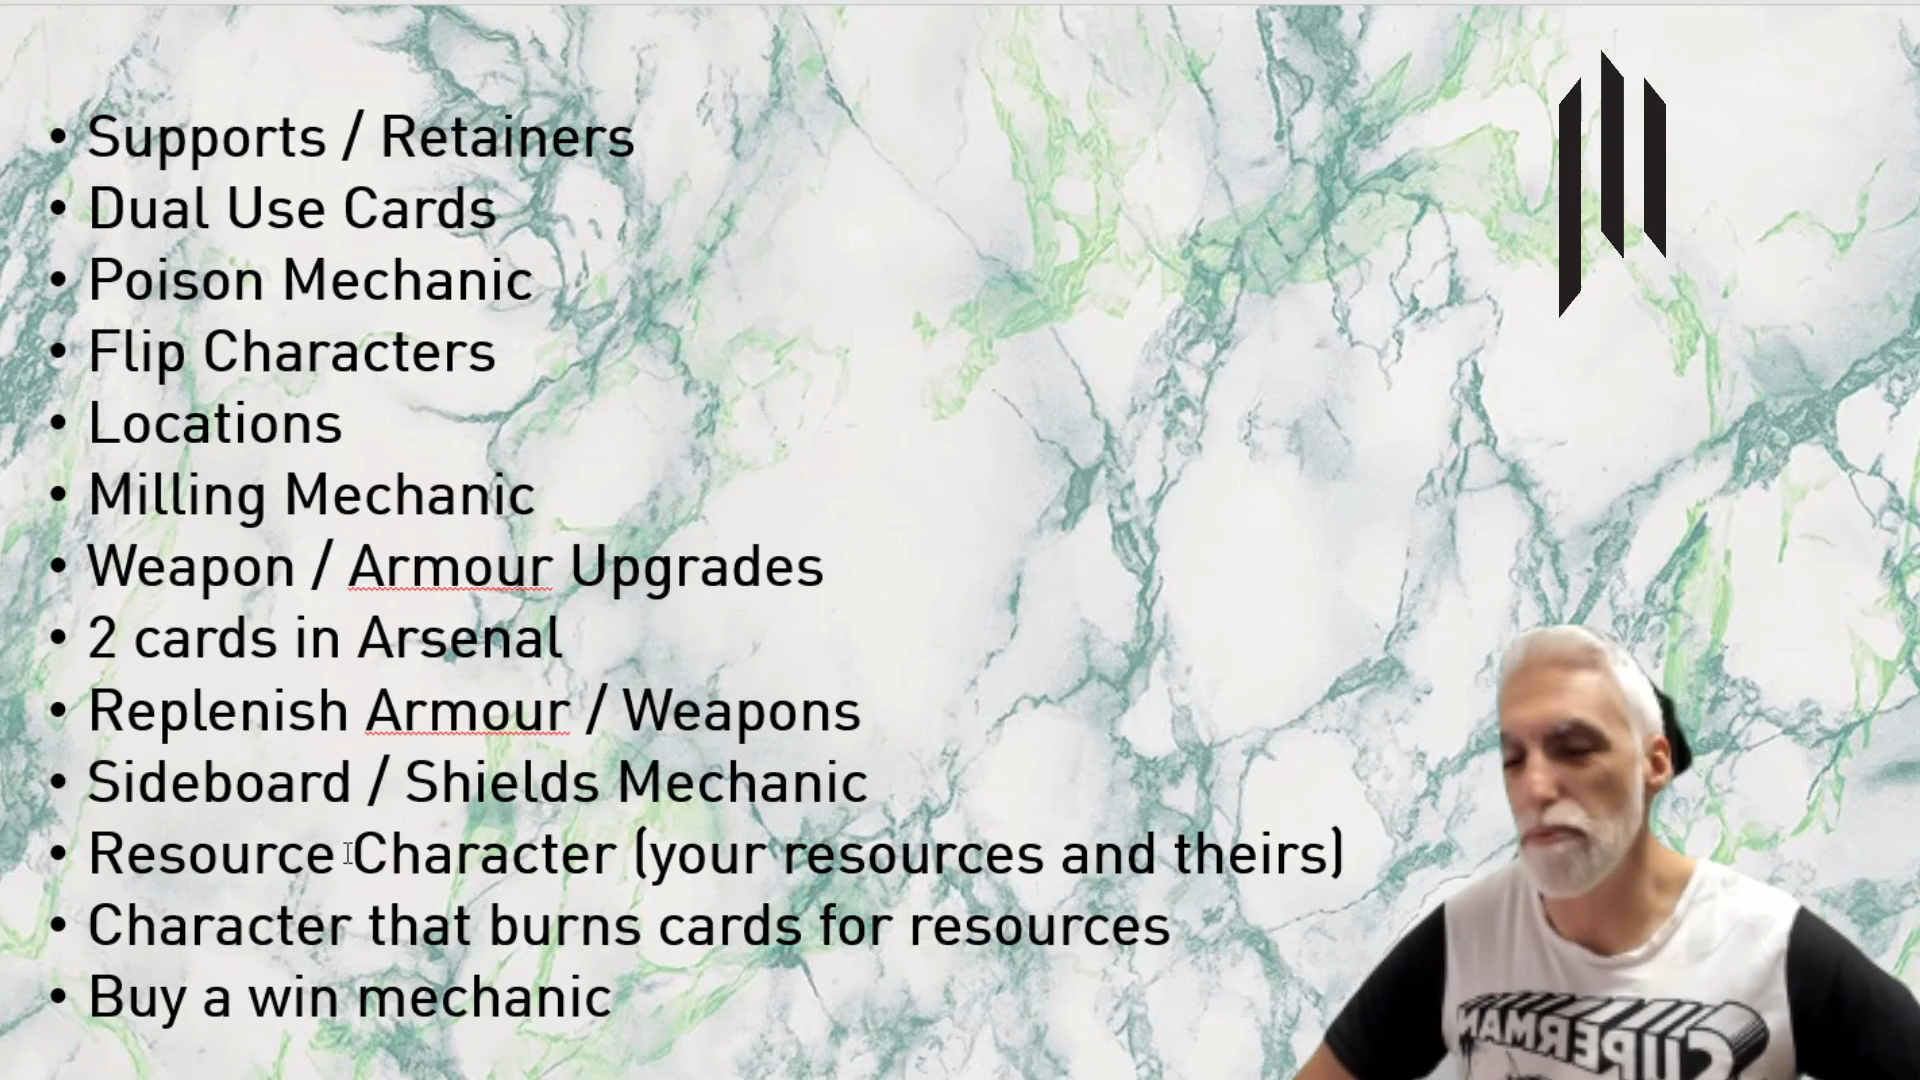 • Supports / Retainers
• Dual Use Cards
• Poison Mechanic
• Flip Characters
• Locations
• Milling Mechanic
• Weapon / Armour Upgrades
• 2 cards in Arsenal
• Replenish Armour / Weapons
• Sideboard / Shields Mechanic
• Resource Character (your resources and theirs)
• Character that burns cards for resources
• Buy a win mechanic
SUPERMAN